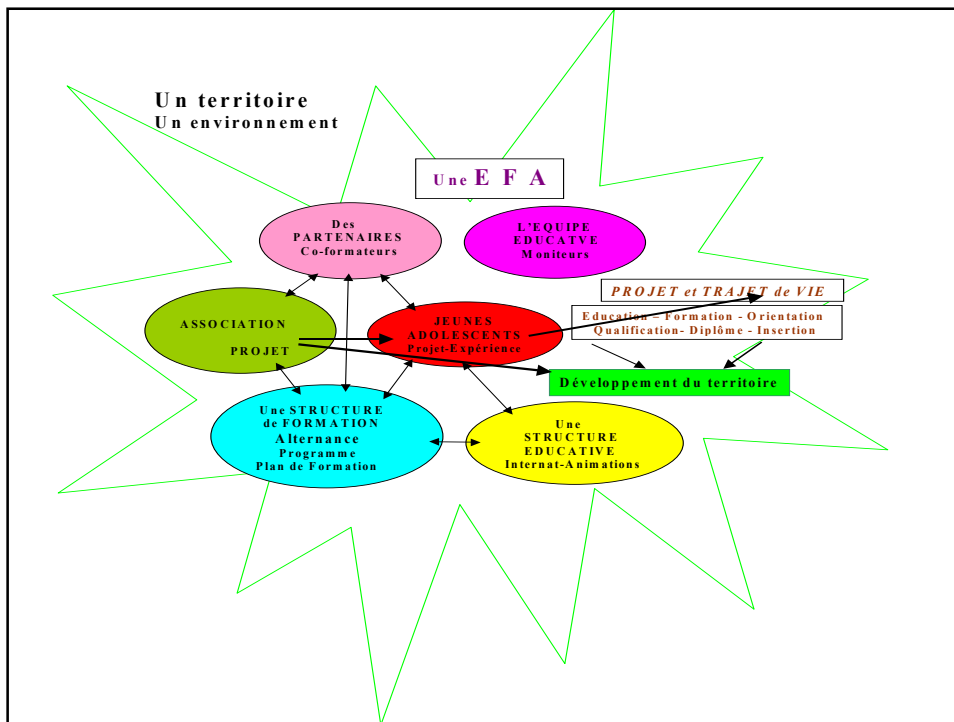 Un territoire
Un environnement
Une E F A
Des
PARTENAIRES
Co-formateurs
L'EQUIPE
EDUCATVE
Moniteurs
PROJET et TRAJET de VIE
Education – Formation - Orientation
Qualification- Diplôme - Insertion
ASSOCIATION
PROJET
JEUNES
ADOLESCENTS
Projet-Expérience
Développement du territoire
Une STRUCTURE
de FORMATION
Alternance
Programme
Plan de Formation
Une
STRUCTURE
EDUCATIVE
Internat-Animations